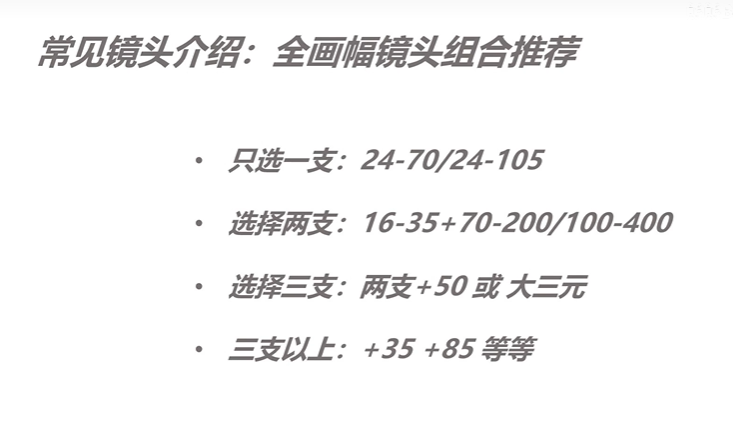 常见镜头介绍：全画幅镜头组合推荐
• 只选一支：24-70/24-105
• 选择两支：16-35+70-200/100-400
• 选择三支：两支+50 或 大三元
• 三支以上：+35 +85 等等